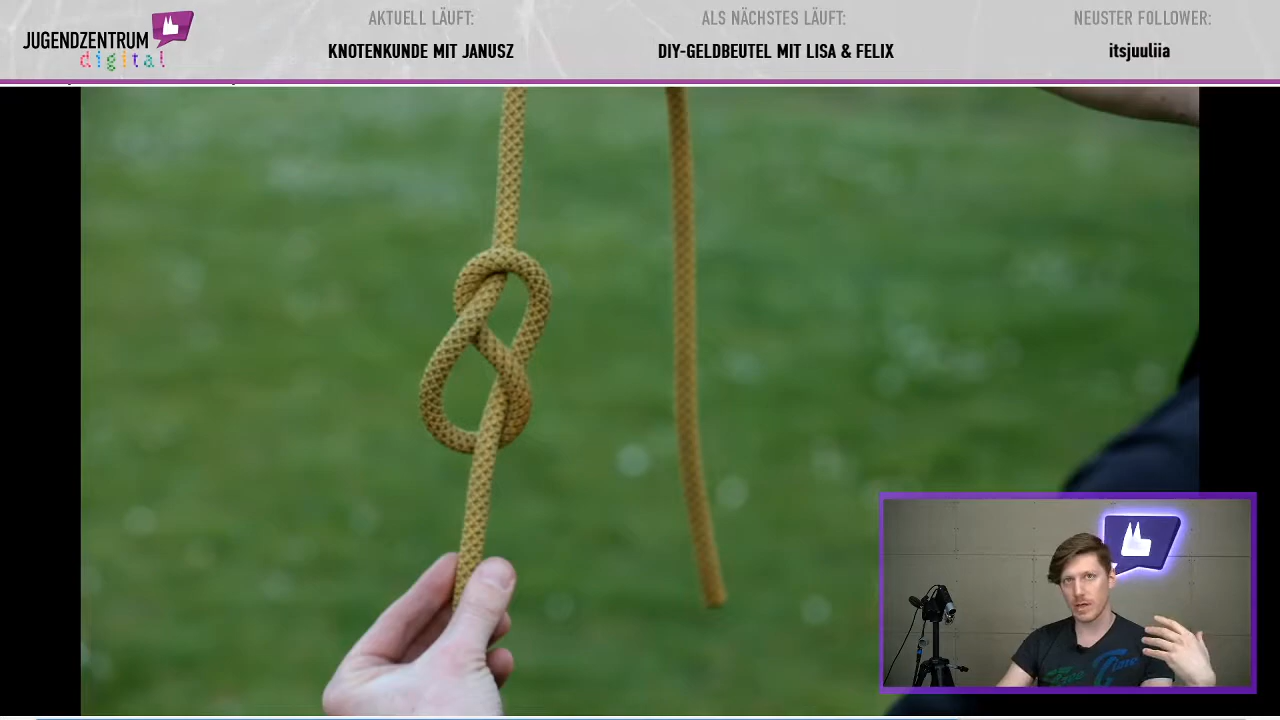 JUGENDZENTRUM
digital
AKTUELL LÄUFT:
KNOTENKUNDE MIT JANUSZ
ALS NÄCHSTES LÄUFT:
DIY-GELDBEUTEL MIT LISA & FELIX
NEUSTER FOLLOWER:
itsjuuliia